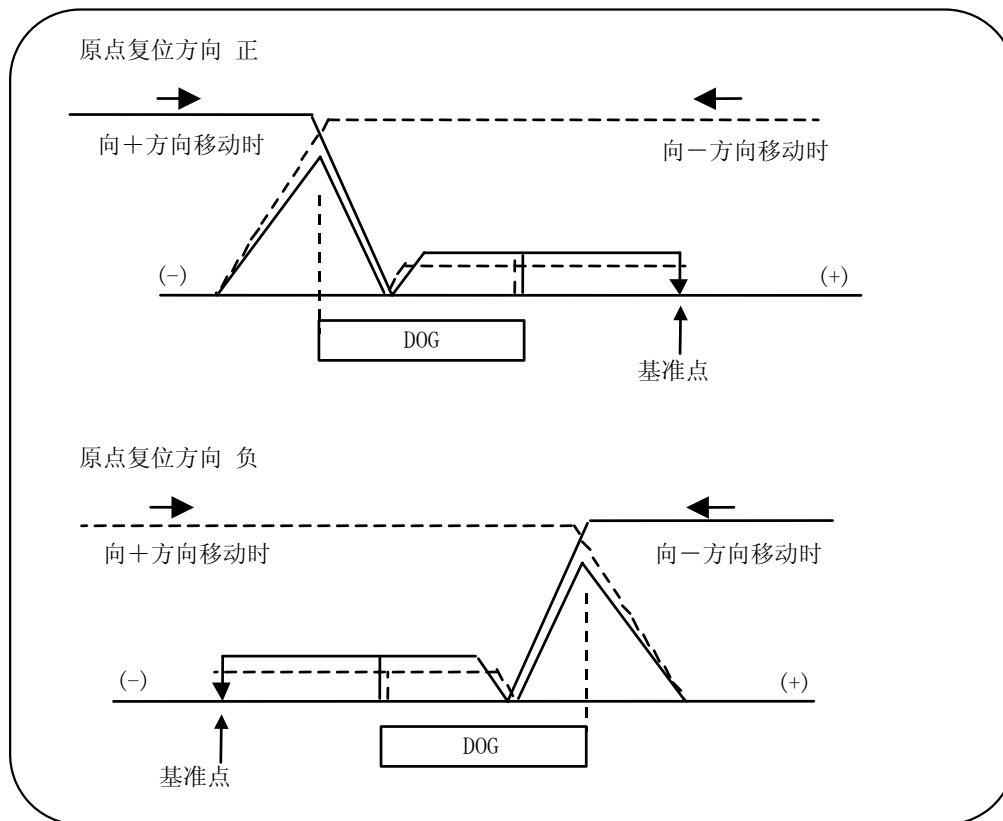 原点复位方向 正
向＋方向移动时
向－方向移动时
(-)
(+)
DOG
基准点
原点复位方向 负
向＋方向移动时
向－方向移动时
(-)
(+)
DOG
基准点